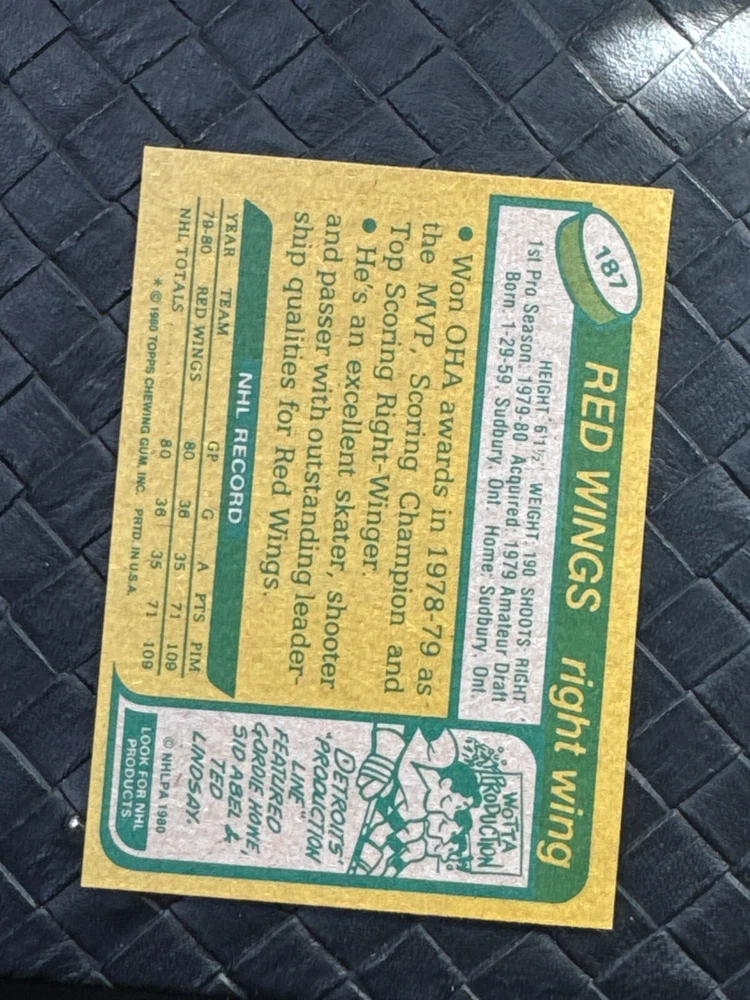 187
RED WINGS right wing
HEIGHT: 6'1½" WEIGHT: 190 SHOOTS: RIGHT
1st Pro Season: 1979-80 Acquired: 1979 Amateur Draft
Born: 1-29-59 Sudbury, Ont. Home: Sudbury, Ont.
● Won OHA awards in 1978-79 as
the MVP, Scoring Champion and
Top Scoring Right-Winger.
● He's an excellent skater, shooter
and passer with outstanding leader-
ship qualities for Red Wings.
NHL RECORD
YEAR TEAM GP G A PTS PIM
79-80 RED WINGS 80 36 35 71 109
NHL TOTALS 80 36 35 71 109
* © 1980 TOPPS CHEWING GUM, INC. PRTD. IN U.S.A.
WOTTA
PRODUCTION
DETROIT'S
"PRODUCTION
LINE"
FEATURED
GORDIE HOWE,
SID ABEL &
TED
LINDSAY.
© NHLPA 1980
LOOK FOR NHL
PRODUCTS